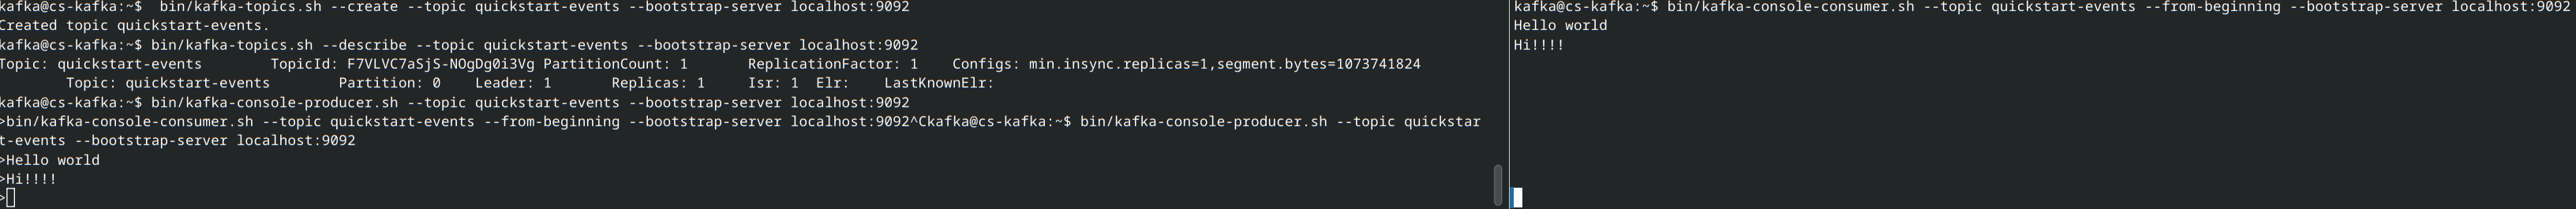 kafka@cs-kafka:~$  bin/kafka-topics.sh --create --topic quickstart-events --bootstrap-server localhost:9092
Created topic quickstart-events.
kafka@cs-kafka:~$ bin/kafka-topics.sh --describe --topic quickstart-events --bootstrap-server localhost:9092
Topic: quickstart-events        TopicId: F7VLVC7aSjS-NOgDg0i3Vg PartitionCount: 1       ReplicationFactor: 1    Configs: min.insync.replicas=1,segment.bytes=1073741824
        Topic: quickstart-events        Partition: 0    Leader: 1       Replicas: 1     Isr: 1  Elr:    LastKnownElr:
kafka@cs-kafka:~$ bin/kafka-console-producer.sh --topic quickstart-events --bootstrap-server localhost:9092
>bin/kafka-console-consumer.sh --topic quickstart-events --from-beginning --bootstrap-server localhost:9092^Ckafka@cs-kafka:~$ bin/kafka-console-producer.sh --topic quickstar
t-events --bootstrap-server localhost:9092
>Hello world
>Hi!!!!
>
kafka@cs-kafka:~$ bin/kafka-console-consumer.sh --topic quickstart-events --from-beginning --bootstrap-server localhost:9092
Hello world
Hi!!!!